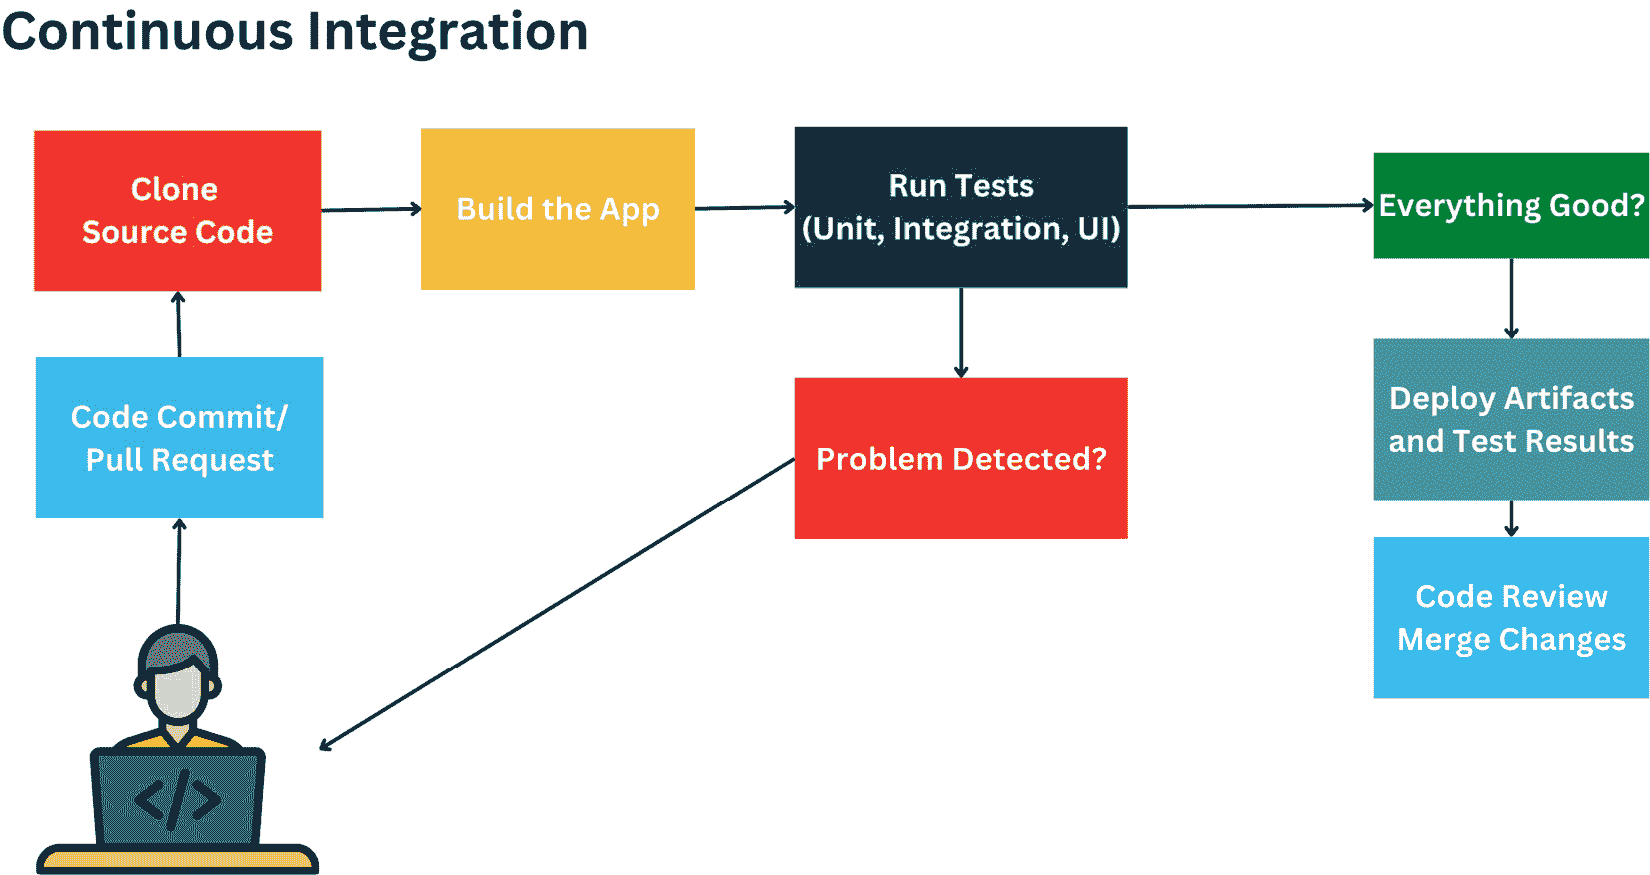 Continuous Integration
Clone
Source Code
Build the App
Run Tests
(Unit, Integration, UI)
Everything Good?
Code Commit/
Pull Request
Problem Detected?
Deploy Artifacts
and Test Results
Code Review
Merge Changes
</>